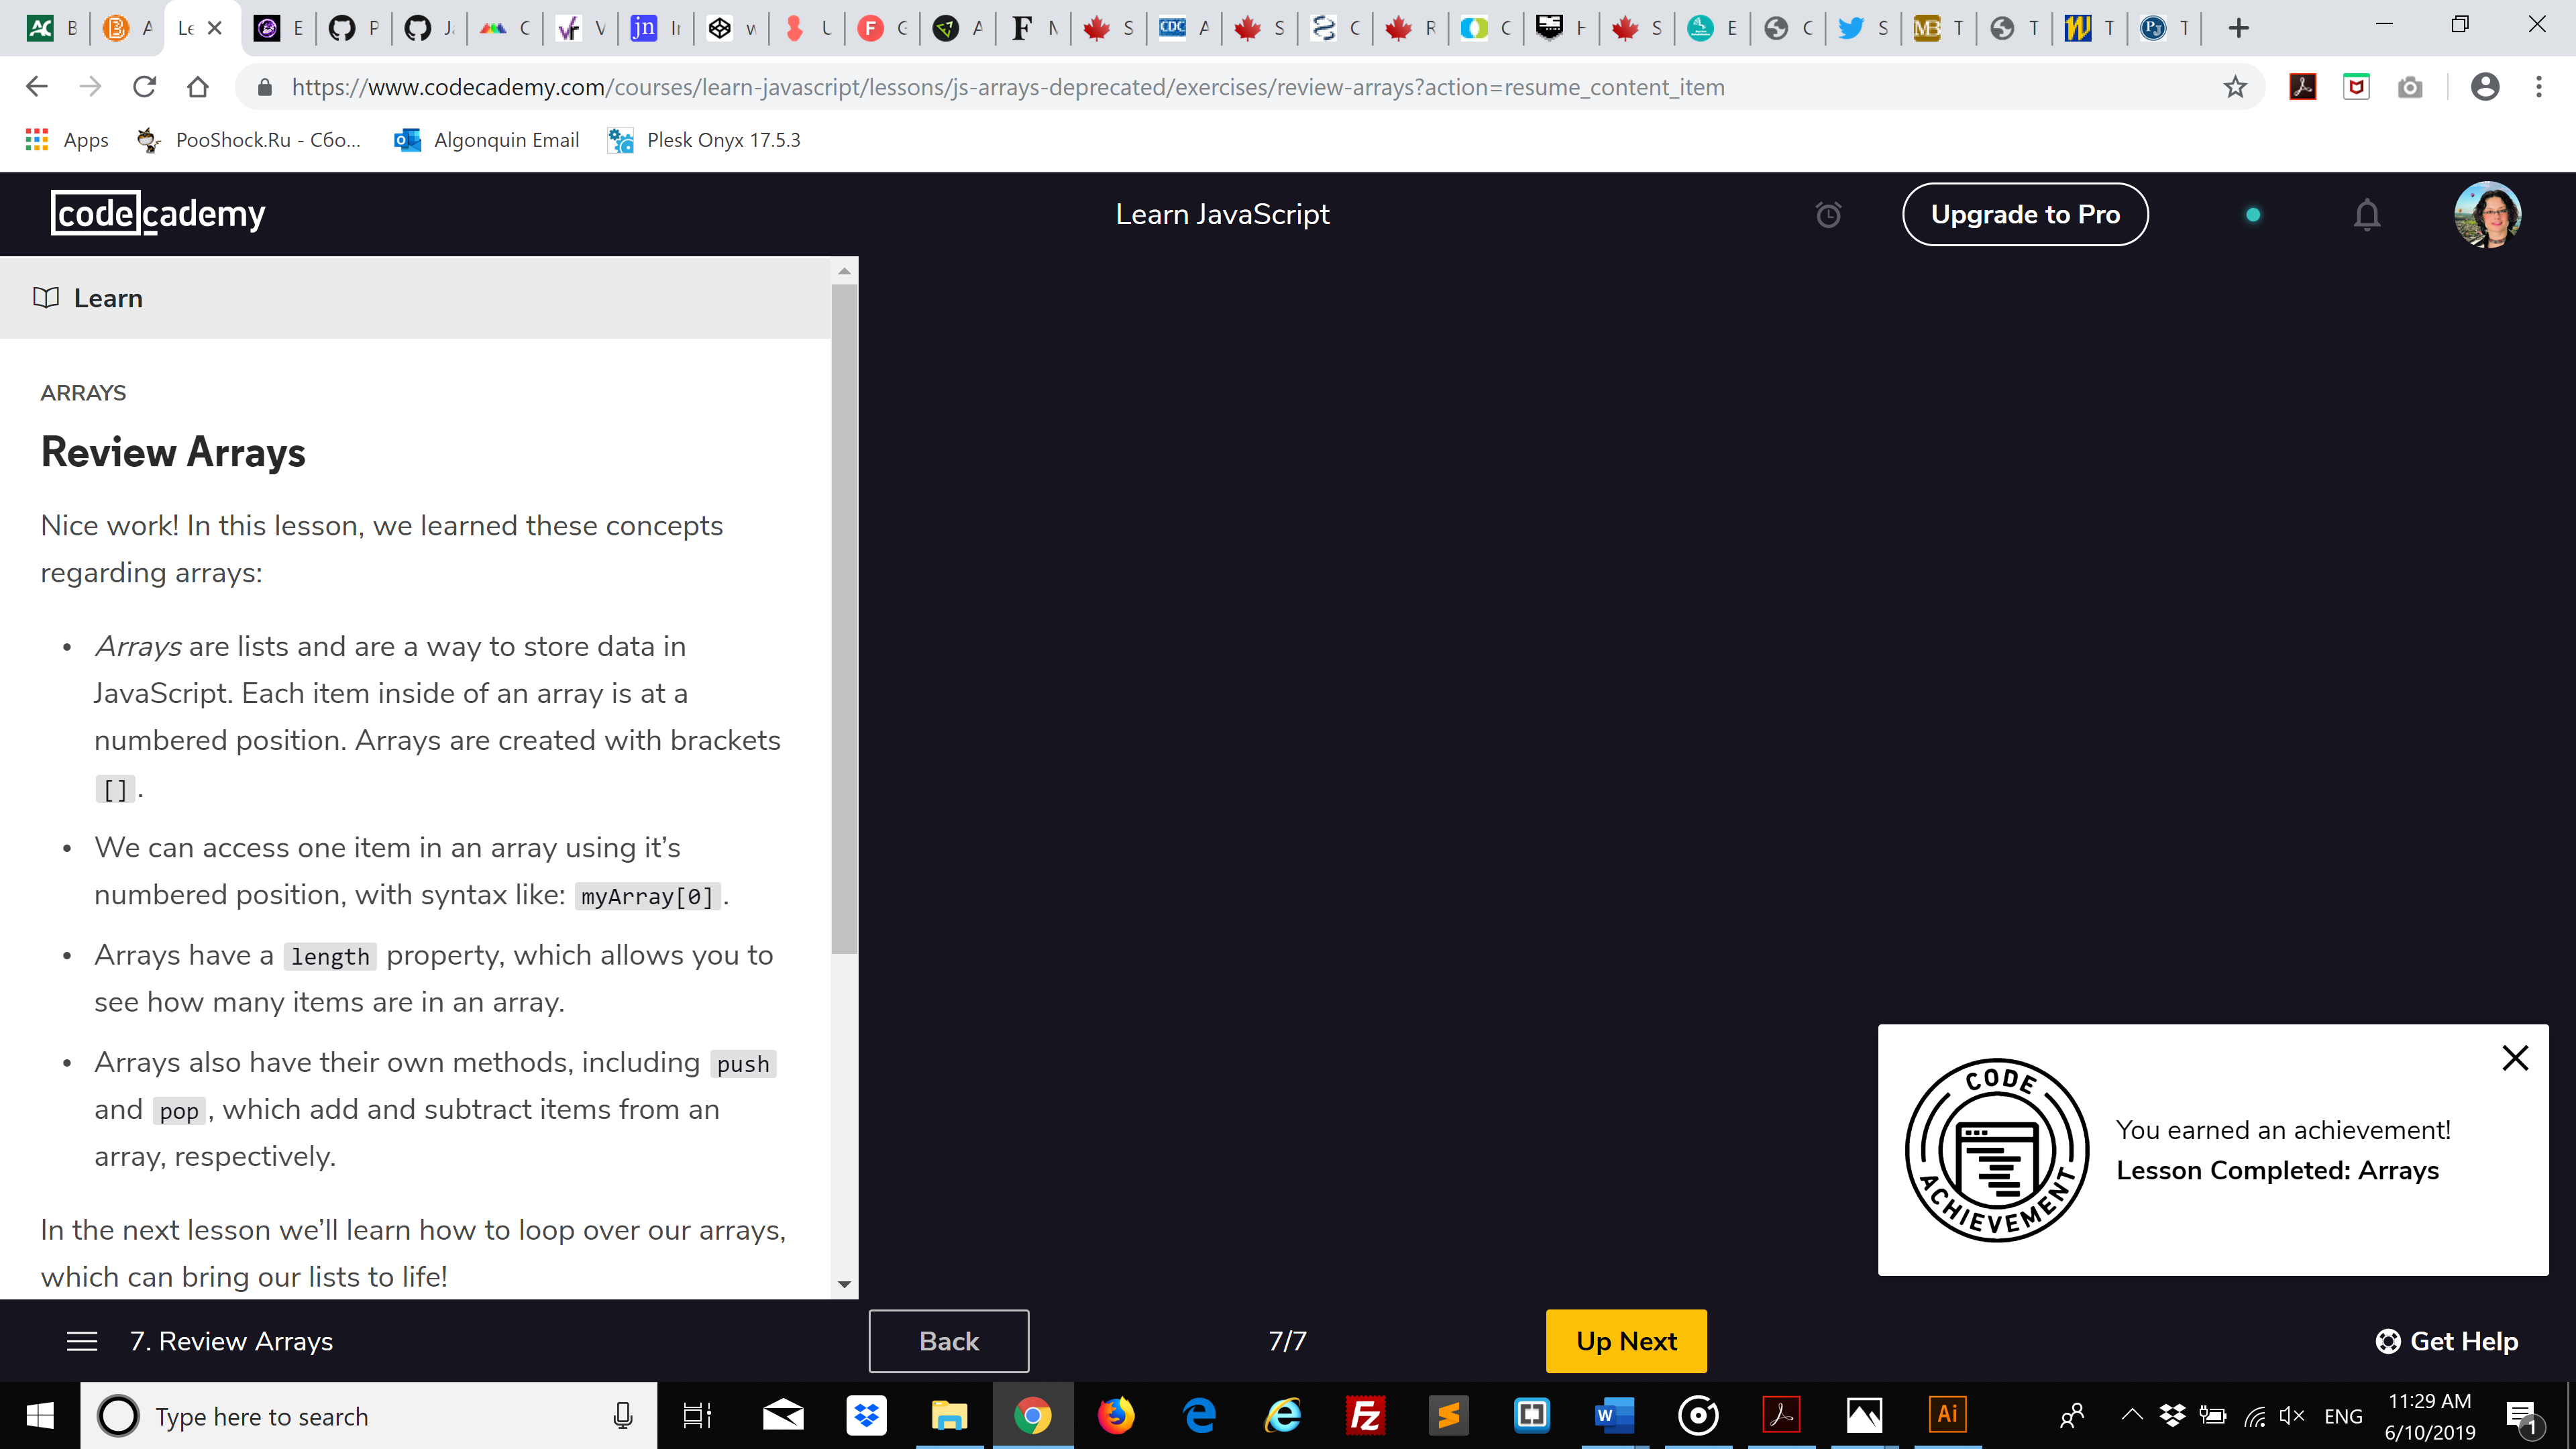 B A Le E P J C V In w U G A M S A S C R C H S E C S T T T T
https://www.codecademy.com/courses/learn-javascript/lessons/js-arrays-deprecated/exercises/review-arrays?action=resume_content_item
Apps PooShock.Ru - Сбо... Algonquin Email Plesk Onyx 17.5.3
codecademy Learn JavaScript Upgrade to Pro
Learn
ARRAYS
Review Arrays
Nice work! In this lesson, we learned these concepts
regarding arrays:
• Arrays are lists and are a way to store data in
JavaScript. Each item inside of an array is at a
numbered position. Arrays are created with brackets
[].
• We can access one item in an array using it’s
numbered position, with syntax like: myArray[0].
• Arrays have a length property, which allows you to
see how many items are in an array.
• Arrays also have their own methods, including push
and pop, which add and subtract items from an
array, respectively.
In the next lesson we’ll learn how to loop over our arrays,
which can bring our lists to life!
CODE ACHIEVEMENT
You earned an achievement!
Lesson Completed: Arrays
7. Review Arrays Back 7/7 Up Next Get Help
Type here to search ENG 11:29 AM
6/10/2019
1